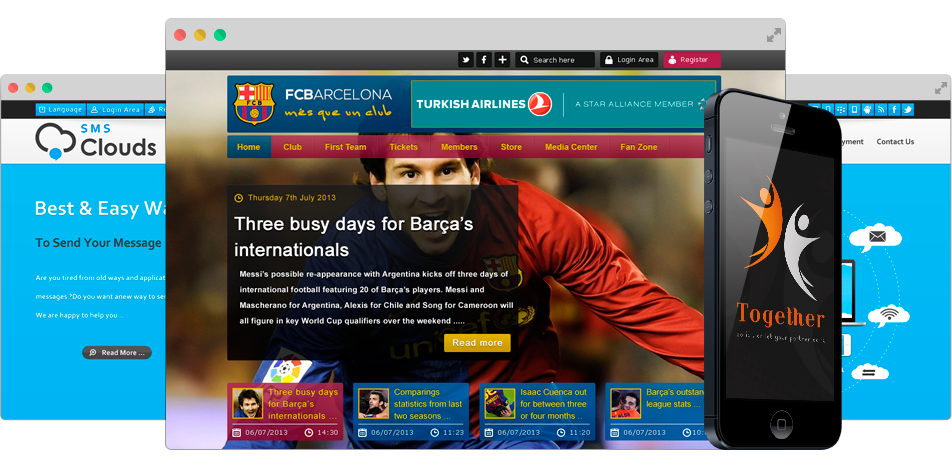 Search here
Login Area
Register
Language
Login Area
SMS
Clouds
FCB
FCBARCELONA
més que un club
TURKISH AIRLINES
A STAR ALLIANCE MEMBER
Home
Club
First Team
Tickets
Members
Store
Media Center
Fan Zone
Contact Us
Best & Easy
To Send Your Message
Are you tired from old ways and
messages ?Do you want anew way to
We are happy to help you ..
Read More ...
Thursday 7th July 2013
Three busy days for Barça's
internationals
Messi's possible re-appearance with Argentina kicks off three days of
international football featuring 20 of Barça's players. Messi and
Mascherano for Argentina, Alexis for Chile and Song for Cameroon will
all figure in key World Cup qualifiers over the weekend .....
Read more
Together
Three busy days
for Barça's
internationals ...
06/07/2013
14:30
Comparings
statistics from last
two seasons ...
06/07/2013
11:23
Isaac Cuenca out
for between three
or four months ..
06/07/2013
11:20
Barça's
league stats ...
06/07/2013